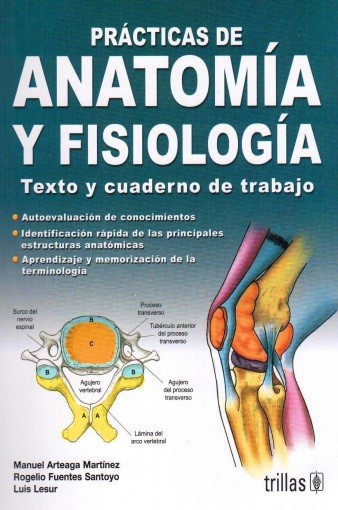 PRÁCTICAS DE
ANATOMÍA
Y FISIOLOGÍA
Texto y cuaderno de trabajo
Autoevaluación de conocimientos
Identificación rápida de las principales
estructuras anatómicas
Aprendizaje y memorización de la
terminología
Surco del
nervio
espinal
Proceso
transverso
Tubérculo anterior
del proceso
transverso
B
C
B
B
Agujero
vertebral
Agujero
del proceso
transverso
A
A
Lámina del
arco vertebral
Manuel Arteaga Martínez
Rogelio Fuentes Santoyo
Luis Lesur
trillas